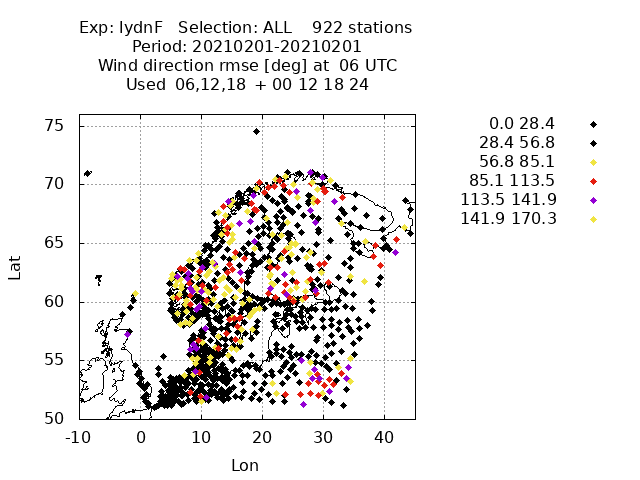 Exp: lydnF   Selection: ALL    922 stations
Period: 20210201-20210201
Wind direction rmse [deg] at  06 UTC
Used  06,12,18  + 00 12 18 24
0.0 28.4
28.4 56.8
56.8 85.1
85.1 113.5
113.5 141.9
141.9 170.3
75
70
65
60
55
50
Lat
-10 0 10 20 30 40
Lon